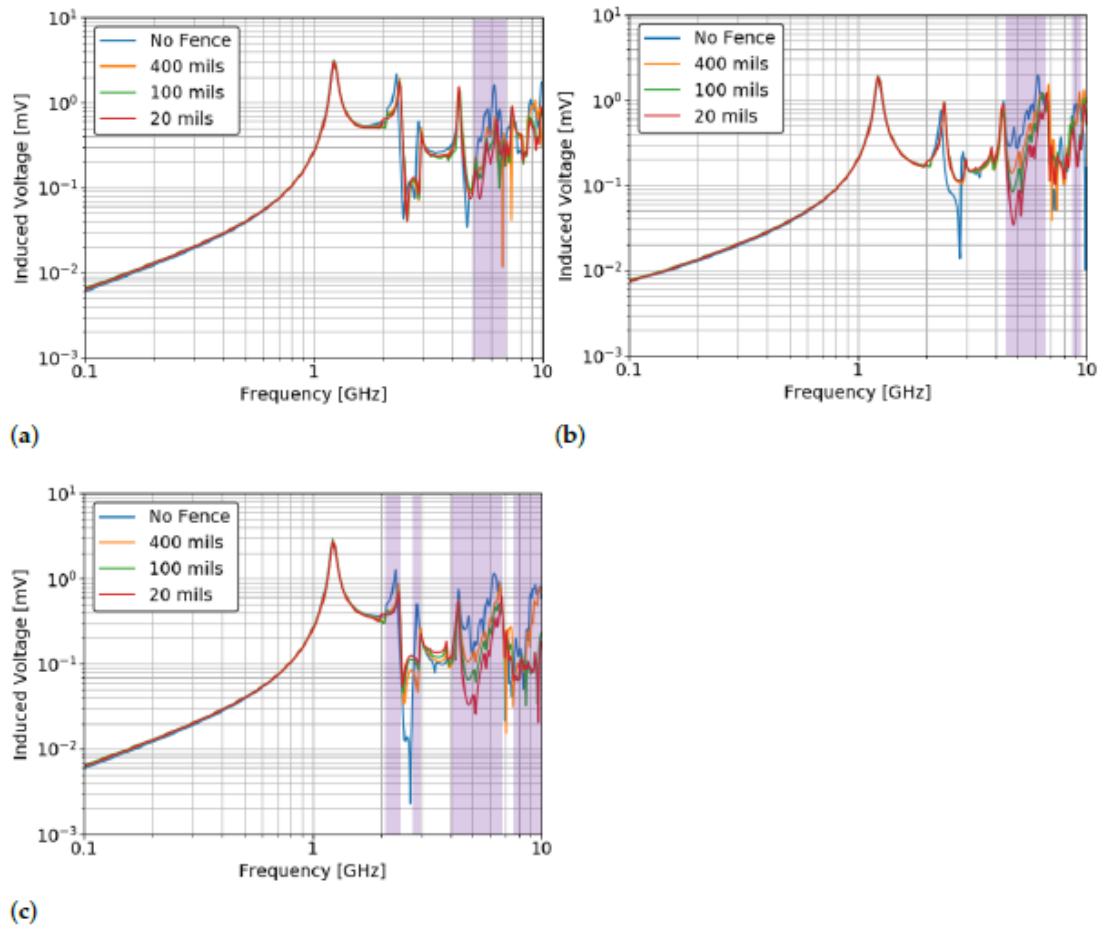 10¹
10⁰
10⁻¹
10⁻²
10⁻³
Induced Voltage [mV]
No Fence
400 mils
100 mils
20 mils
0.1
1
10
Frequency [GHz]
(a)
10¹
10⁰
10⁻¹
10⁻²
10⁻³
Induced Voltage [mV]
No Fence
400 mils
100 mils
20 mils
0.1
1
10
Frequency [GHz]
(b)
10¹
10⁰
10⁻¹
10⁻²
10⁻³
Induced Voltage [mV]
No Fence
400 mils
100 mils
20 mils
0.1
1
10
Frequency [GHz]
(c)